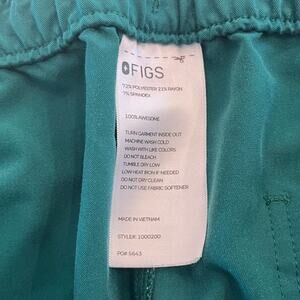 FIGS
72% POLYESTER 21% RAYON
7% SPANDEX
100% AWESOME
TURN GARMENT INSIDE OUT
MACHINE WASH COLD
WASH WITH LIKE COLORS
DO NOT BLEACH
TUMBLE DRY LOW
LOW HEAT IRON IF NEEDED
DO NOT DRY CLEAN
DO NOT USE FABRIC SOFTENER
MADE IN VIETNAM
STYLE#: 1000200
PO# 5643